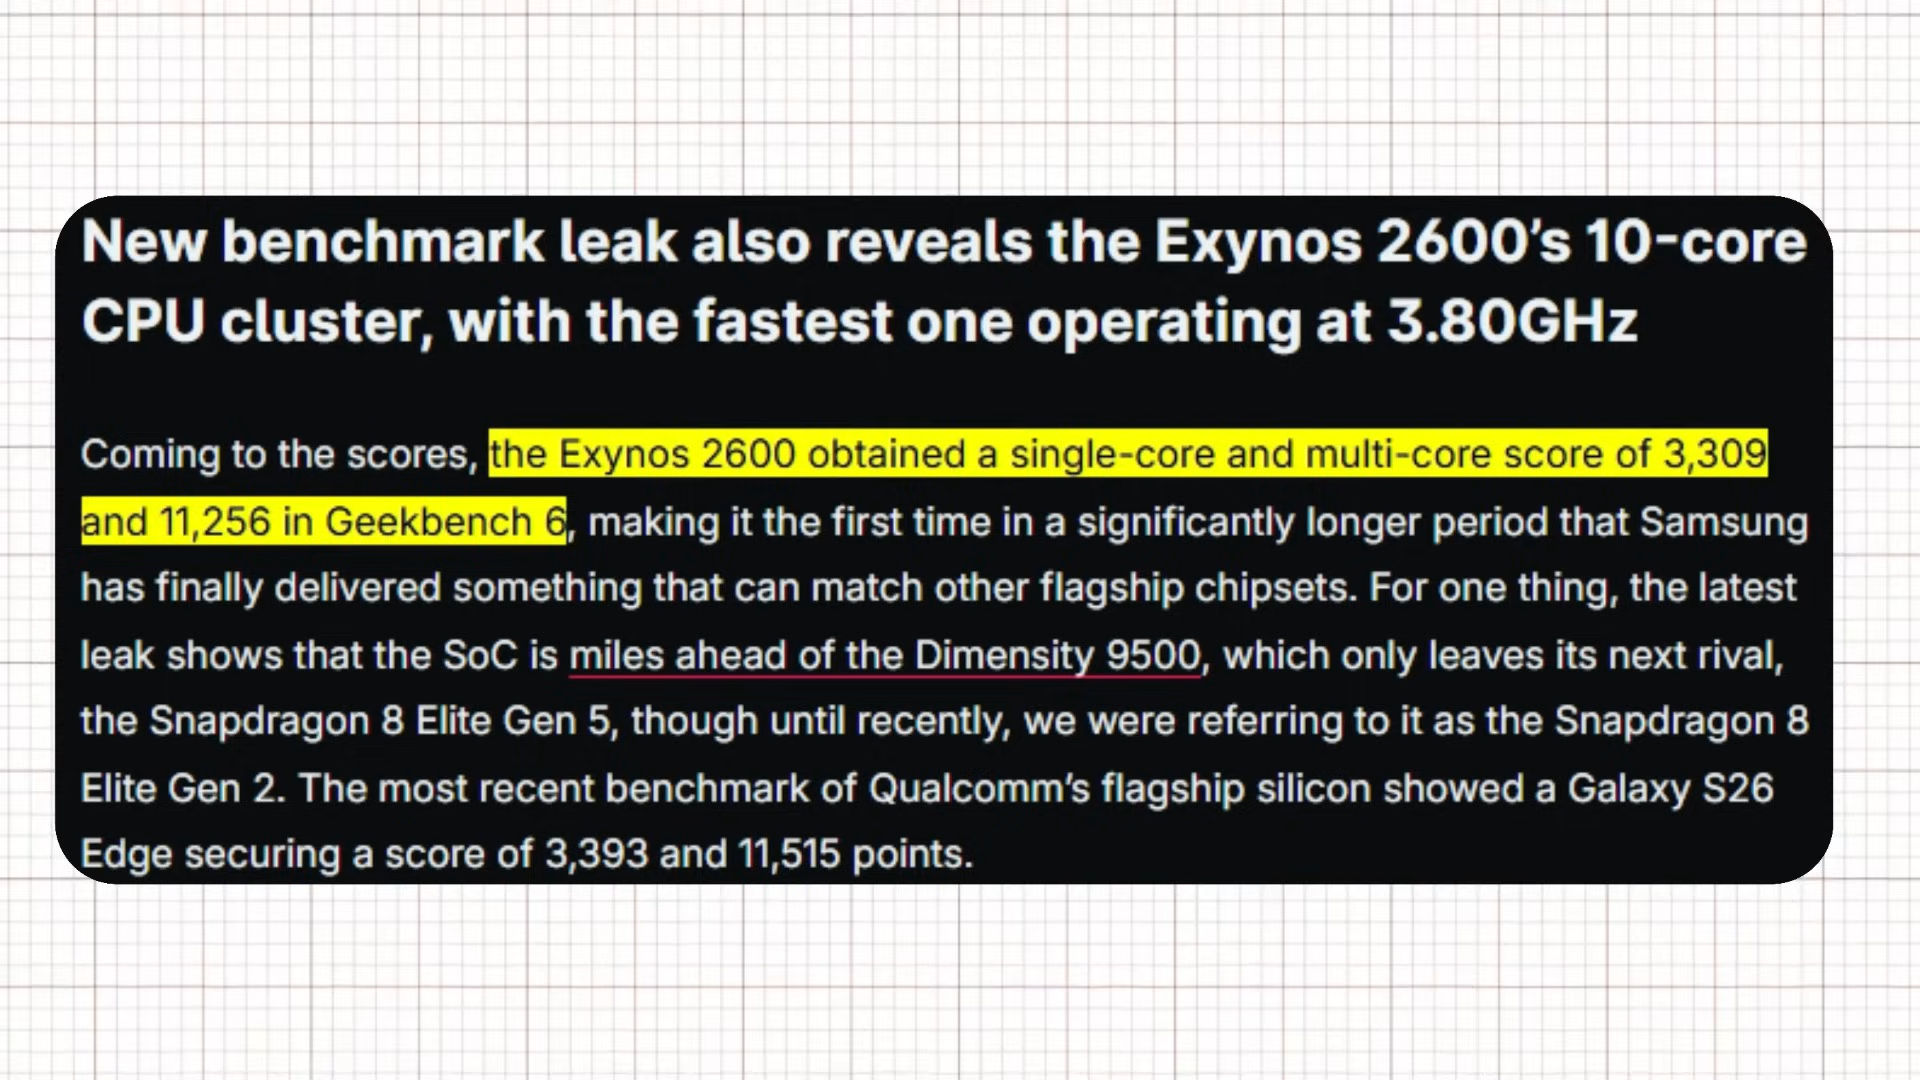 New benchmark leak also reveals the Exynos 2600’s 10-core
CPU cluster, with the fastest one operating at 3.80GHz
Coming to the scores, the Exynos 2600 obtained a single-core and multi-core score of 3,309
and 11,256 in Geekbench 6, making it the first time in a significantly longer period that Samsung
has finally delivered something that can match other flagship chipsets. For one thing, the latest
leak shows that the SoC is miles ahead of the Dimensity 9500, which only leaves its next rival,
the Snapdragon 8 Elite Gen 5, though until recently, we were referring to it as the Snapdragon 8
Elite Gen 2. The most recent benchmark of Qualcomm’s flagship silicon showed a Galaxy S26
Edge securing a score of 3,393 and 11,515 points.